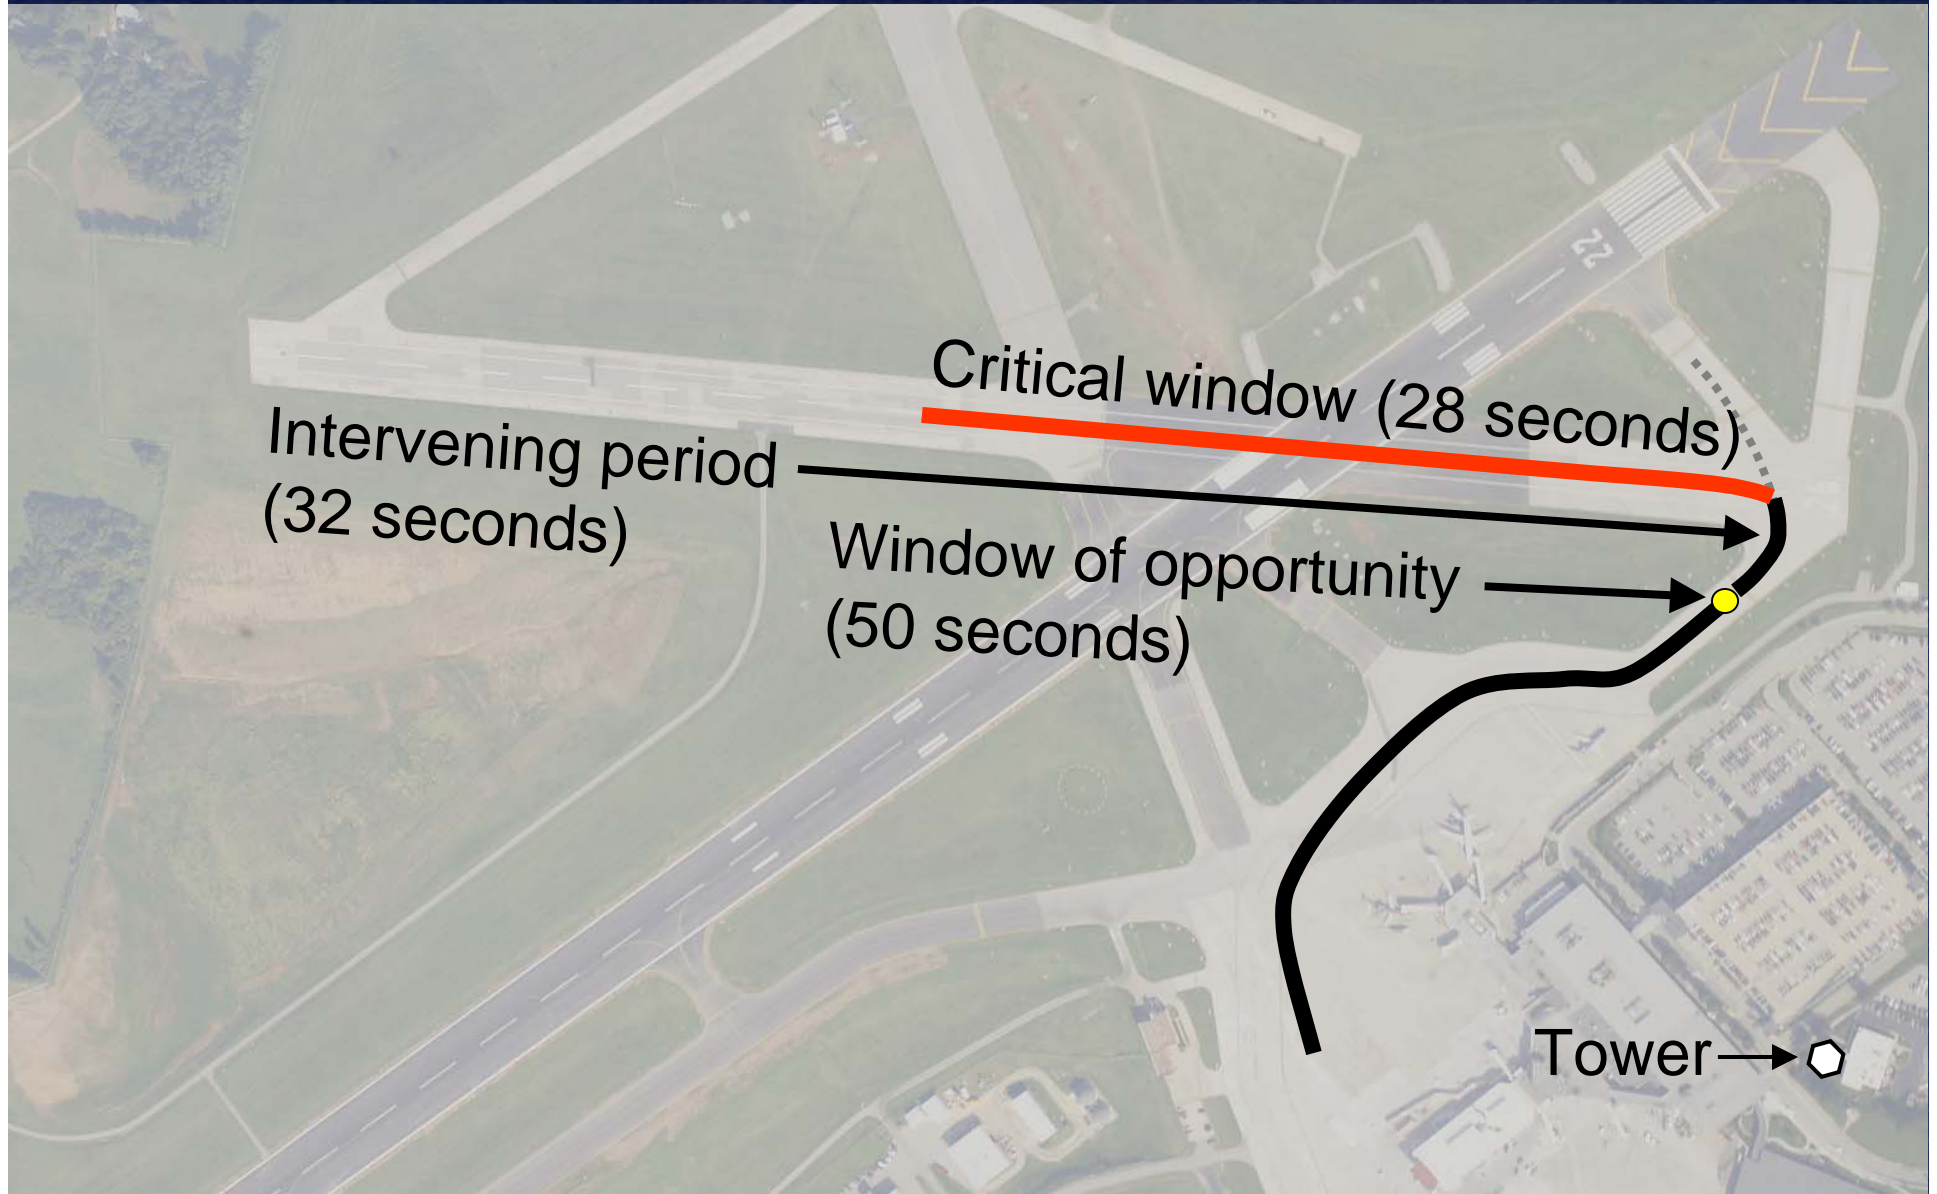 22
Critical window (28 seconds)
Intervening period
(32 seconds)
Window of opportunity
(50 seconds)
Tower